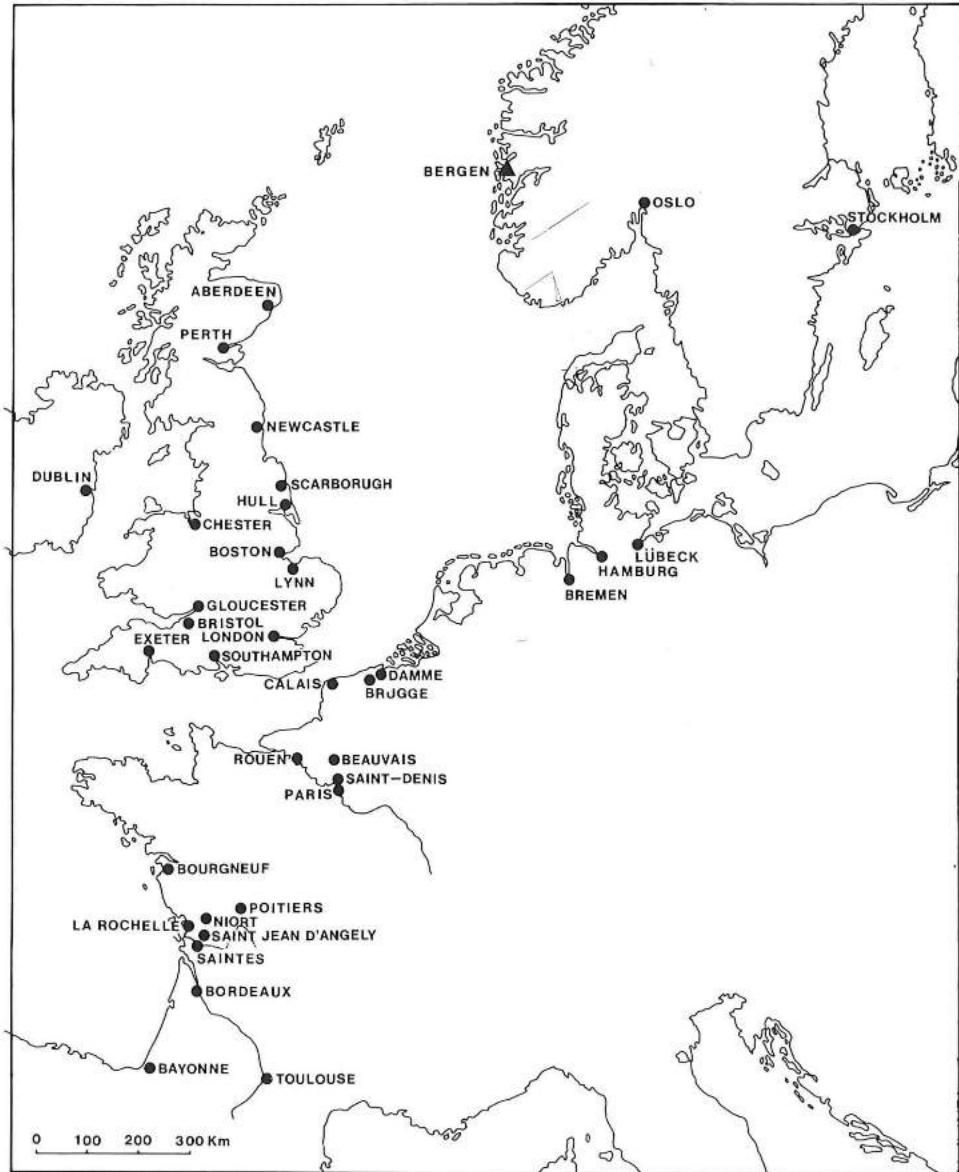 BERGEN
OSLO
STOCKHOLM
ABERDEEN
PERTH
NEWCASTLE
DUBLIN
SCARBORUGH
HULL
CHESTER
BOSTON
LYNN
LÜBECK
HAMBURG
BREMEN
GLOUCESTER
BRISTOL
EXETER
LONDON
SOUTHAMPTON
CALAIS
DAMME
BRÜGGE
ROUEN
BEAUVAIS
SAINT-DENIS
PARIS
BOURGNEUF
POITIERS
NIORT
LA ROCHELLE
SAINT JEAN D'ANGELY
SAINTES
BORDEAUX
BAYONNE
TOULOUSE
0 100 200 300 Km